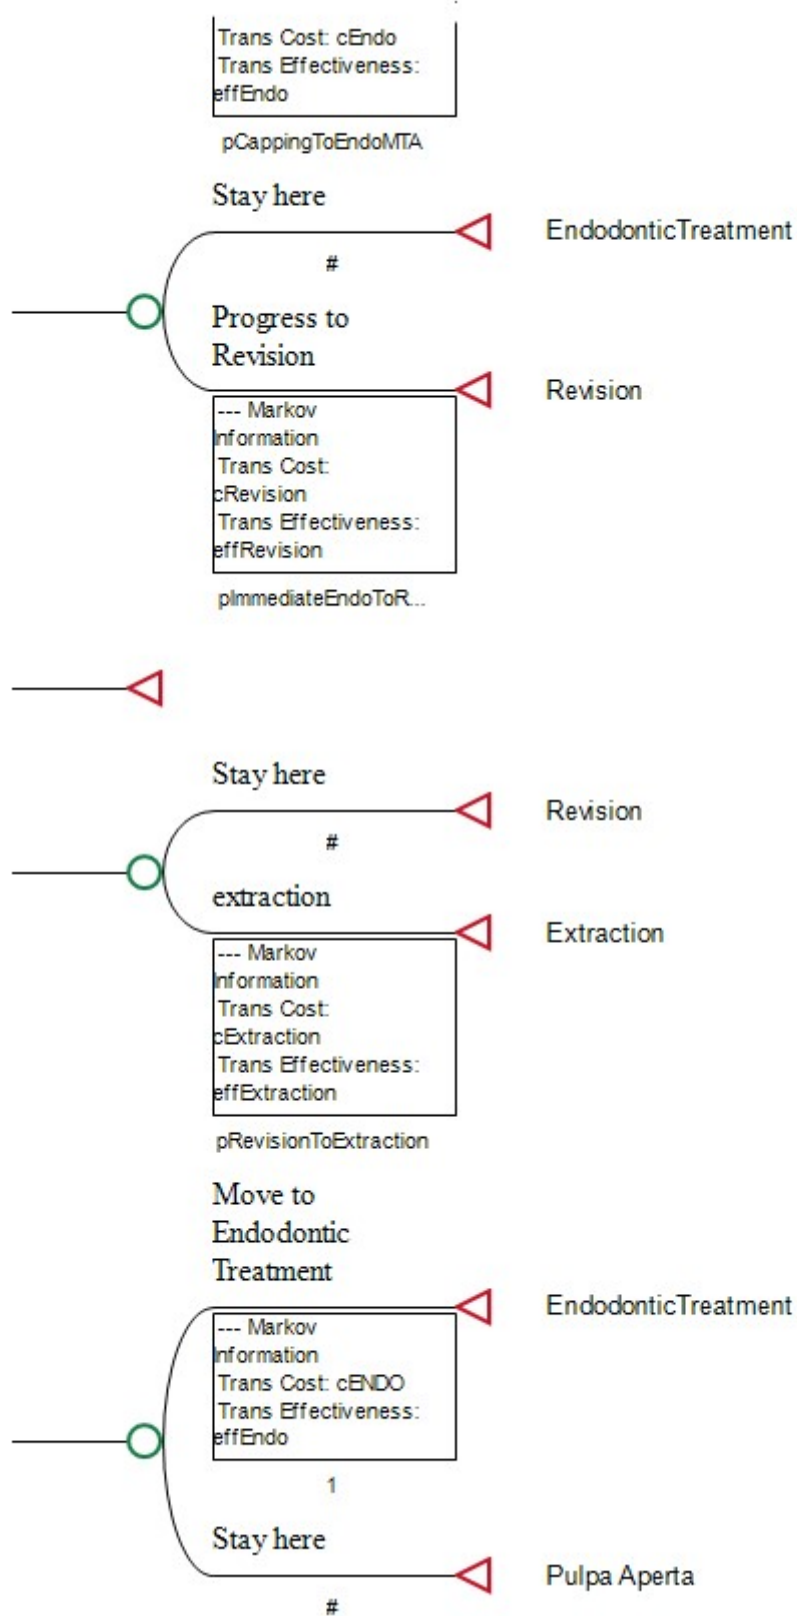 Trans Cost: cEndo
Trans Effectiveness:
effEndo
pCappingToEndoMTA
Stay here
EndodonticTreatment
#
Progress to
Revision
Revision
--- Markov
Information
Trans Cost:
cRevision
Trans Effectiveness:
effRevision
pImmediateEndoToR...
Stay here
Revision
#
extraction
Extraction
--- Markov
Information
Trans Cost:
cExtraction
Trans Effectiveness:
effExtraction
pRevisionToExtraction
Move to
Endodontic
Treatment
EndodonticTreatment
--- Markov
Information
Trans Cost: cENDO
Trans Effectiveness:
effEndo
1
Stay here
Pulpa Aperta
#